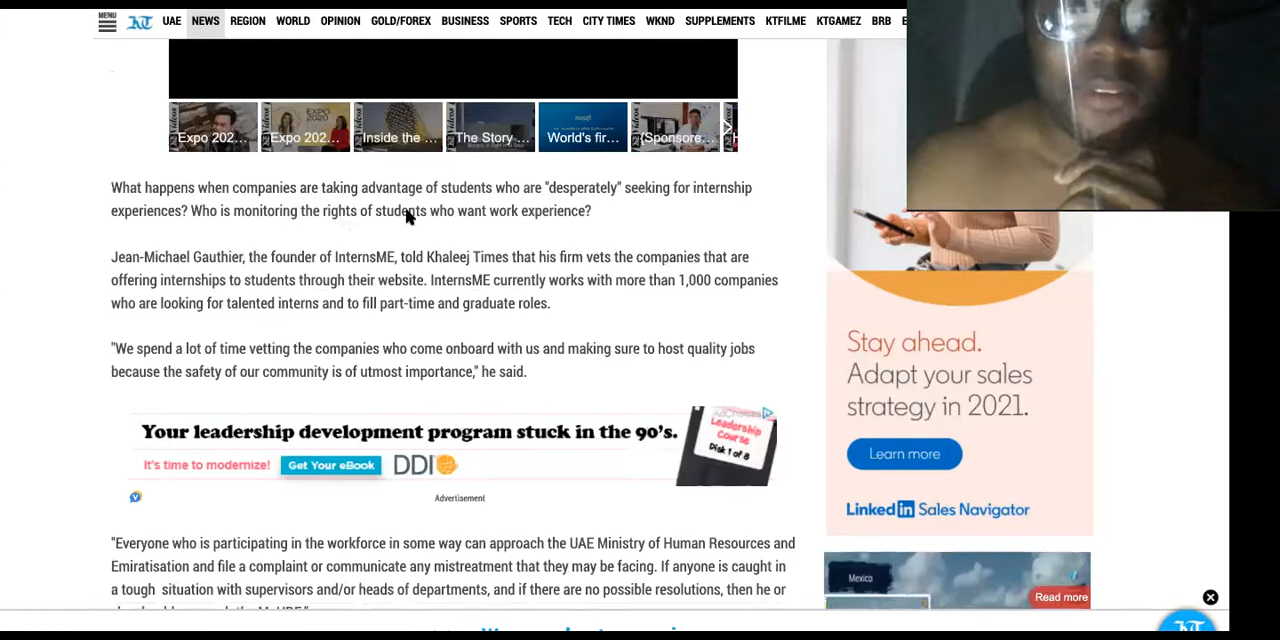 MENU
KT
UAE NEWS REGION WORLD OPINION GOLD/FOREX BUSINESS SPORTS TECH CITY TIMES WKND SUPPLEMENTS KTFILME KTGAMEZ BRB E
Expo 202... Expo 202... Inside the ... The Story ... World's fir... (Sponsore...
What happens when companies are taking advantage of students who are "desperately" seeking for internship
experiences? Who is monitoring the rights of students who want work experience?
Jean-Michael Gauthier, the founder of InternsME, told Khaleej Times that his firm vets the companies that are
offering internships to students through their website. InternsME currently works with more than 1,000 companies
who are looking for talented interns and to fill part-time and graduate roles.
"We spend a lot of time vetting the companies who come onboard with us and making sure to host quality jobs
because the safety of our community is of utmost importance," he said.
Your leadership development program stuck in the 90's.
It's time to modernize! Get Your eBook DDI
Leadership
Course
Disk 1 of 8
Advertisement
"Everyone who is participating in the workforce in some way can approach the UAE Ministry of Human Resources and
Emiratisation and file a complaint or communicate any mistreatment that they may be facing. If anyone is caught in
a tough situation with supervisors and/or heads of departments, and if there are no possible resolutions, then he or
Stay ahead.
Adapt your sales
strategy in 2021.
Learn more
LinkedIn Sales Navigator
Mexico
Read more